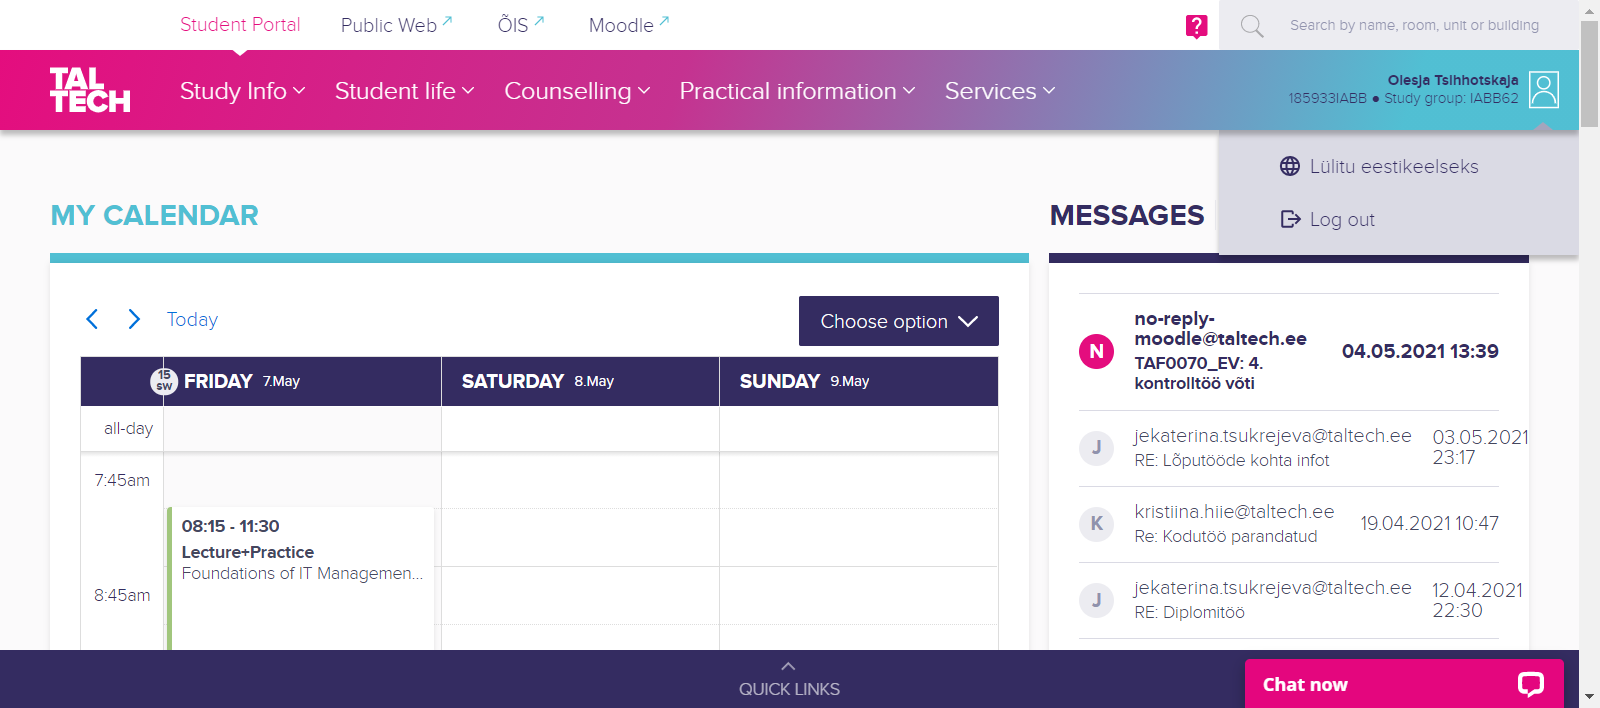 Student Portal
Public Web
ÕIS
Moodle
?
Search by name, room, unit or building
TAL
TECH
Study Info
Student life
Counselling
Practical information
Services
Olesja Tsihhotskaja
185933IABB ● Study group: IABB62
Lülitu eestikeelseks
Log out
MY CALENDAR
Today
Choose option
15
SW
FRIDAY 7.May
SATURDAY 8.May
SUNDAY 9.May
all-day
7:45am
08:15 - 11:30
Lecture+Practice
Foundations of IT Managemen...
8:45am
MESSAGES
N
no-reply-
moodle@taltech.ee
TAF0070_EV: 4.
kontrolltöö võti
04.05.2021 13:39
J
jekaterina.tsukrejeva@taltech.ee
RE: Lõputööde kohta infot
03.05.2021
23:17
K
kristiina.hiie@taltech.ee
Re: Kodutöö parandatud
19.04.2021 10:47
J
jekaterina.tsukrejeva@taltech.ee
RE: Diplomitöö
12.04.2021
22:30
QUICK LINKS
Chat now